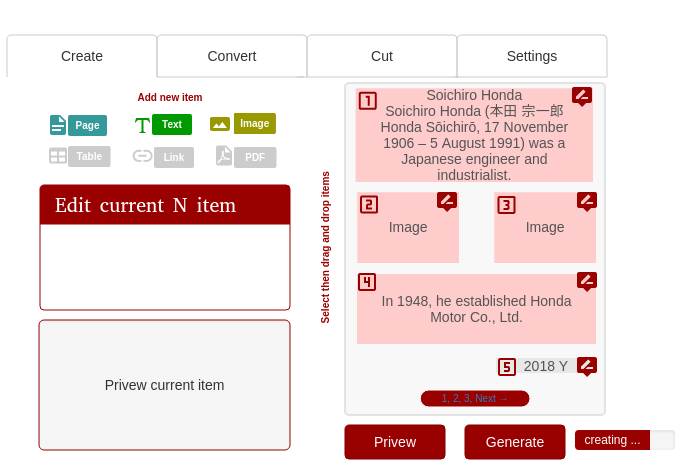 Create
Convert
Cut
Settings
Add new item
Page
Text
Image
Table
Link
PDF
Edit current N item
Privew current item
Select then drag and drop items
1
Soichiro Honda
Soichiro Honda (本田 宗一郎
Honda Sōichirō, 17 November
1906 – 5 August 1991) was a
Japanese engineer and
industrialist.
2
Image
3
Image
4
In 1948, he established Honda
Motor Co., Ltd.
5
2018 Y
1, 2, 3, Next →
Privew
Generate
creating ...